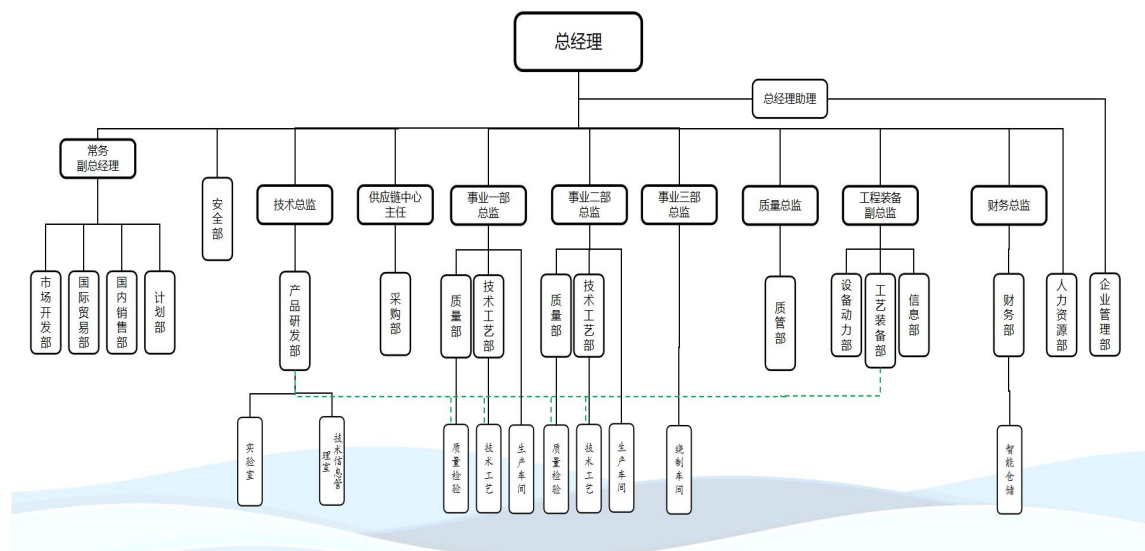 总经理
总经理助理
常务
副总经理
安全部
技术总监
供应链中心
主任
事业一部
总监
事业二部
总监
事业三部
总监
质量总监
工程装备
副总监
财务总监
市场开发部
国际贸易部
国内销售部
计划部
产品研发部
采购部
质量部
技术工艺部
质量部
技术工艺部
质管部
设备动力部
工艺装备部
信息部
财务部
人力资源部
企业管理部
实验室
技术信息管
理室
质量检验
技术工艺
生产车间
质量检验
技术工艺
生产车间
绕制车间
智能仓储